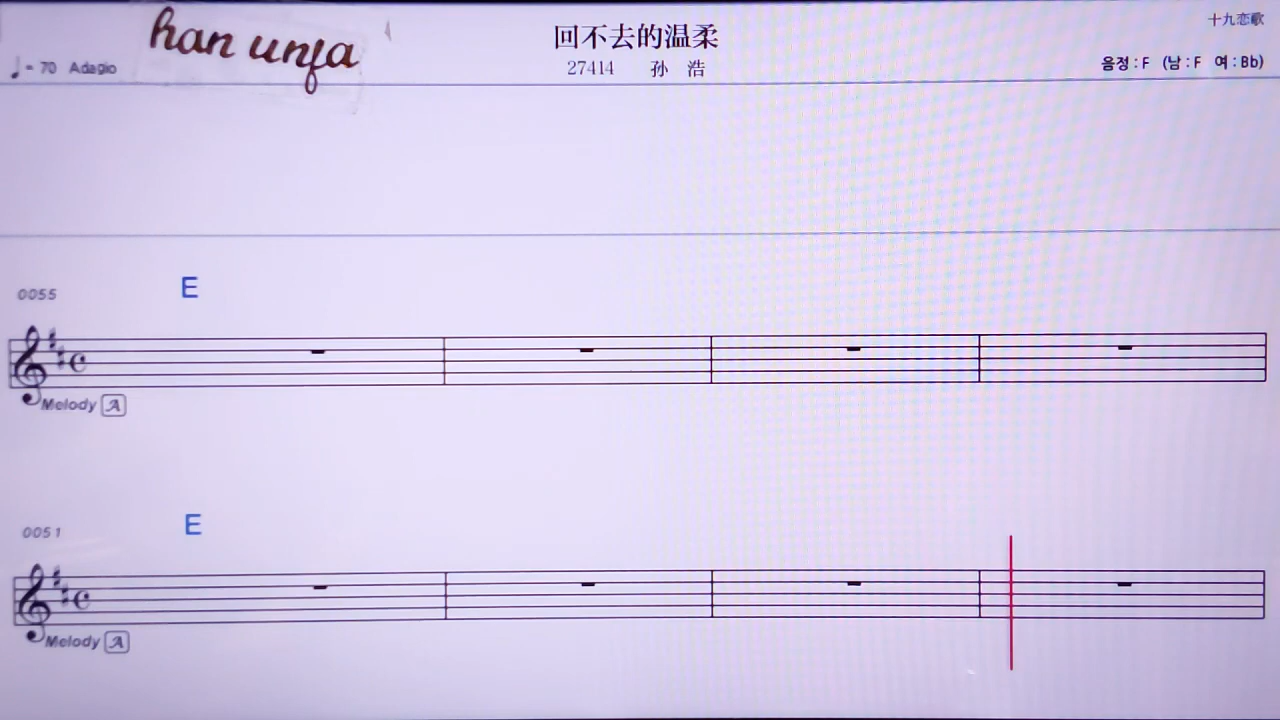 han unfa
回不去的温柔
十九恋歌
♩= 70 Adagio
27414 孙 浩
음정 : F (남 : F 여 : Bb)
0055 E
Melody A
0051 E
Melody A